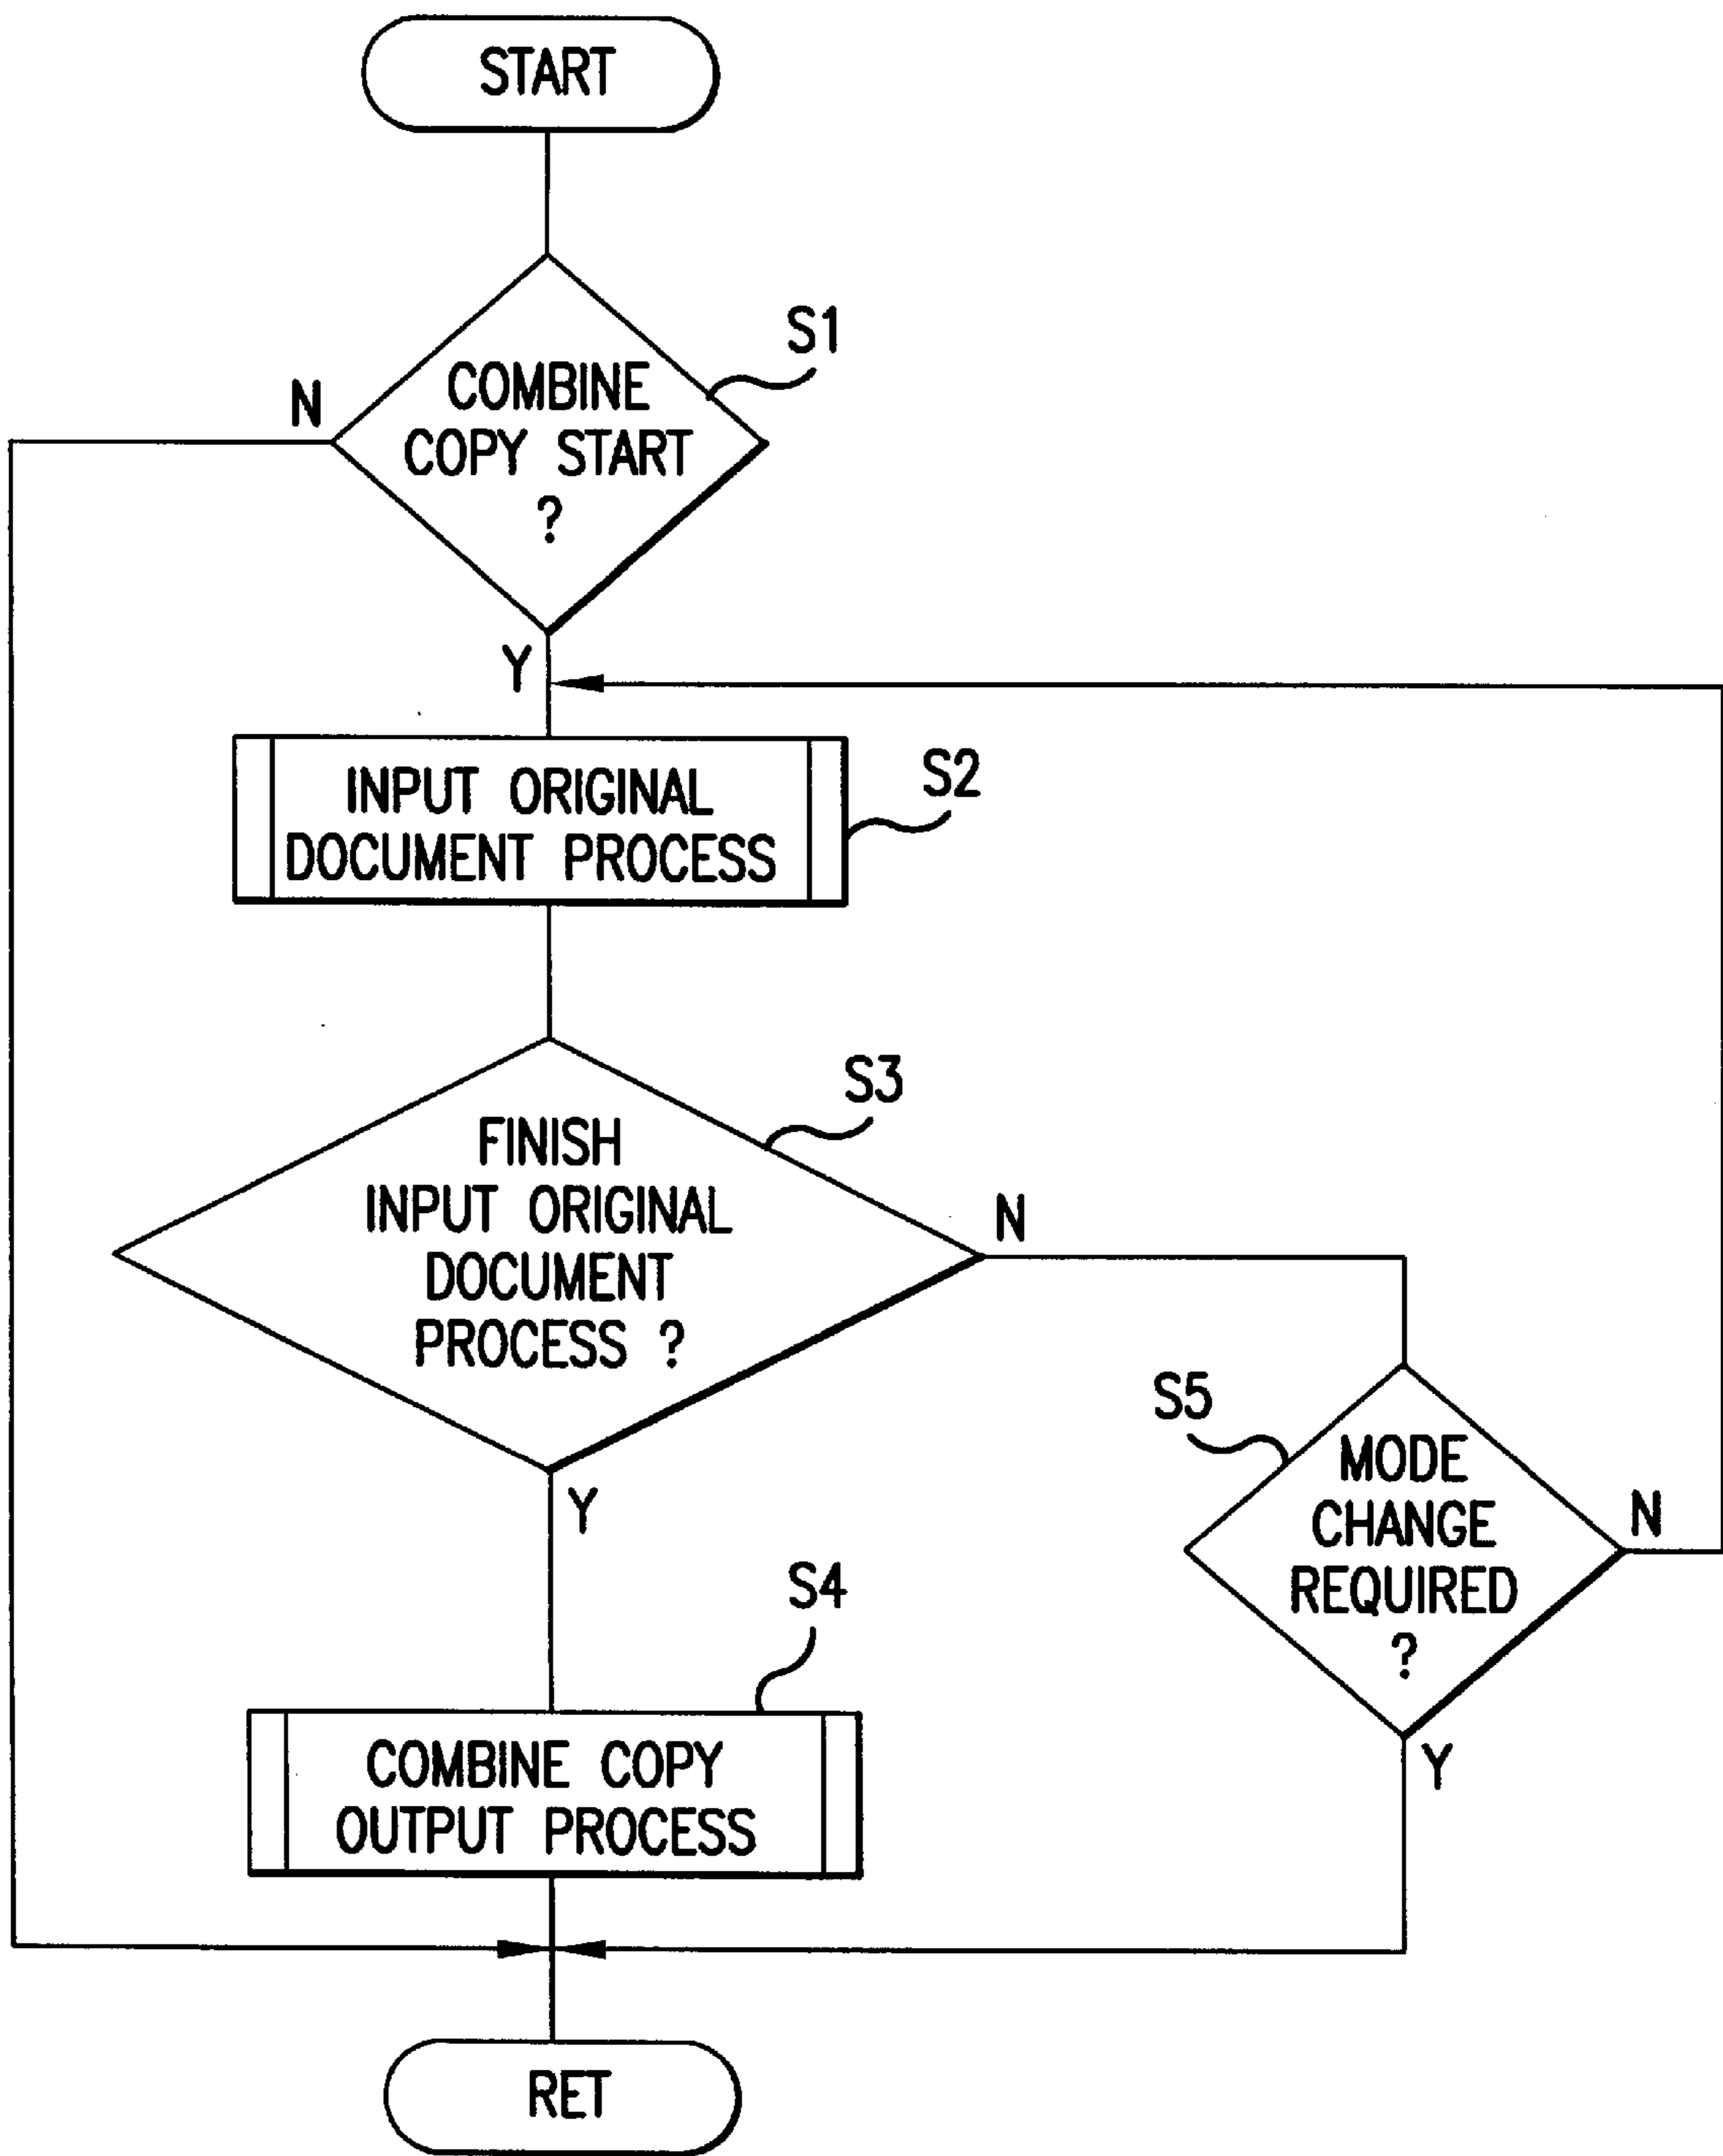 START
S1
COMBINE
COPY START
?
N
Y
INPUT ORIGINAL
DOCUMENT PROCESS
S2
FINISH
INPUT ORIGINAL
DOCUMENT
PROCESS ?
S3
N
Y
S5
MODE
CHANGE
REQUIRED
?
N
Y
S4
COMBINE COPY
OUTPUT PROCESS
RET